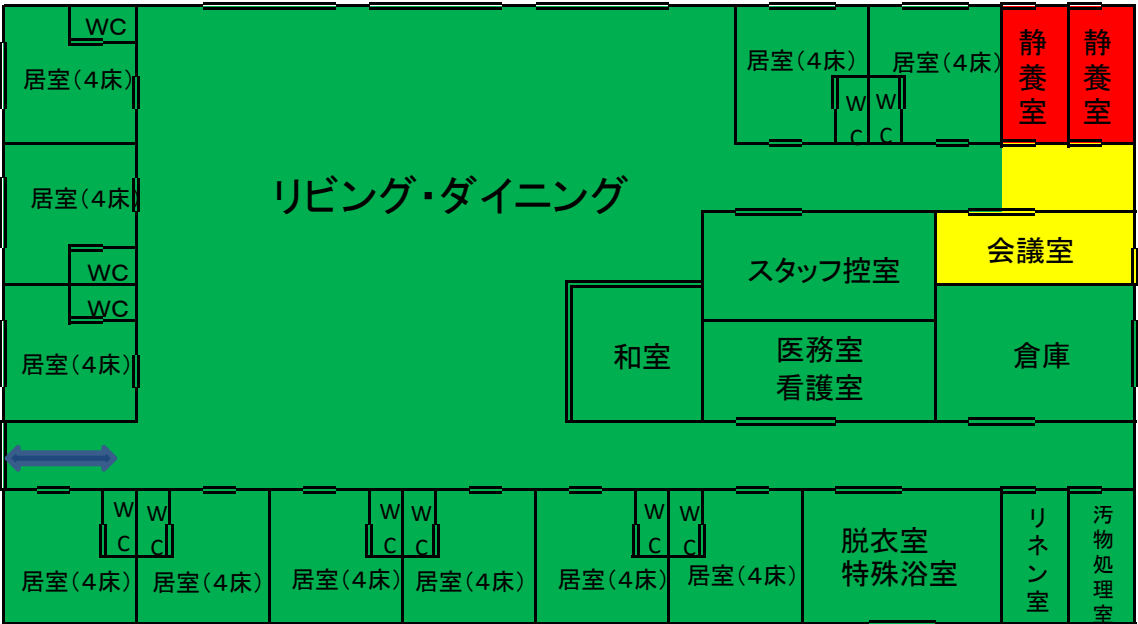 WC
居室(4床)
居室(4床)
居室(4床)
静養室
静養室
WC
WC
居室(4床)
リビング・ダイニング
スタッフ控室
会議室
WC
WC
居室(4床)
和室
医務室
看護室
倉庫
WC
WC
WC
WC
WC
WC
居室(4床)
居室(4床)
居室(4床)
居室(4床)
居室(4床)
居室(4床)
脱衣室
特殊浴室
リネン室
汚物処理室